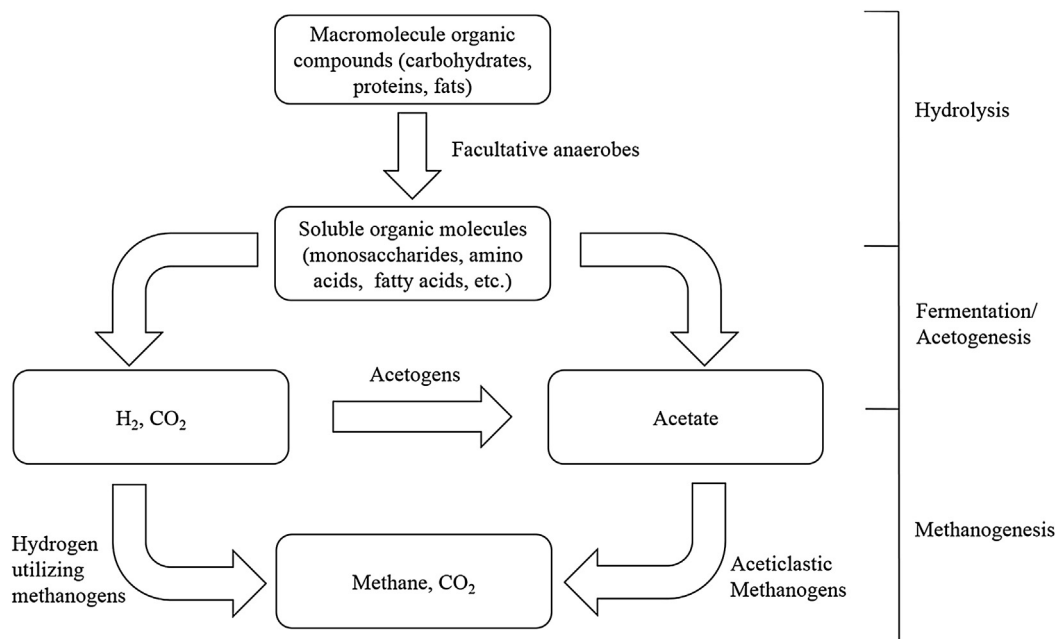 Macromolecule organic
compounds (carbohydrates,
proteins, fats)
Hydrolysis
Facultative anaerobes
Soluble organic molecules
(monosaccharides, amino
acids, fatty acids, etc.)
Fermentation/
Acetogenesis
Acetogens
H₂, CO₂
Acetate
Methanogenesis
Hydrogen
utilizing
methanogens
Methane, CO₂
Aceticlastic
Methanogens